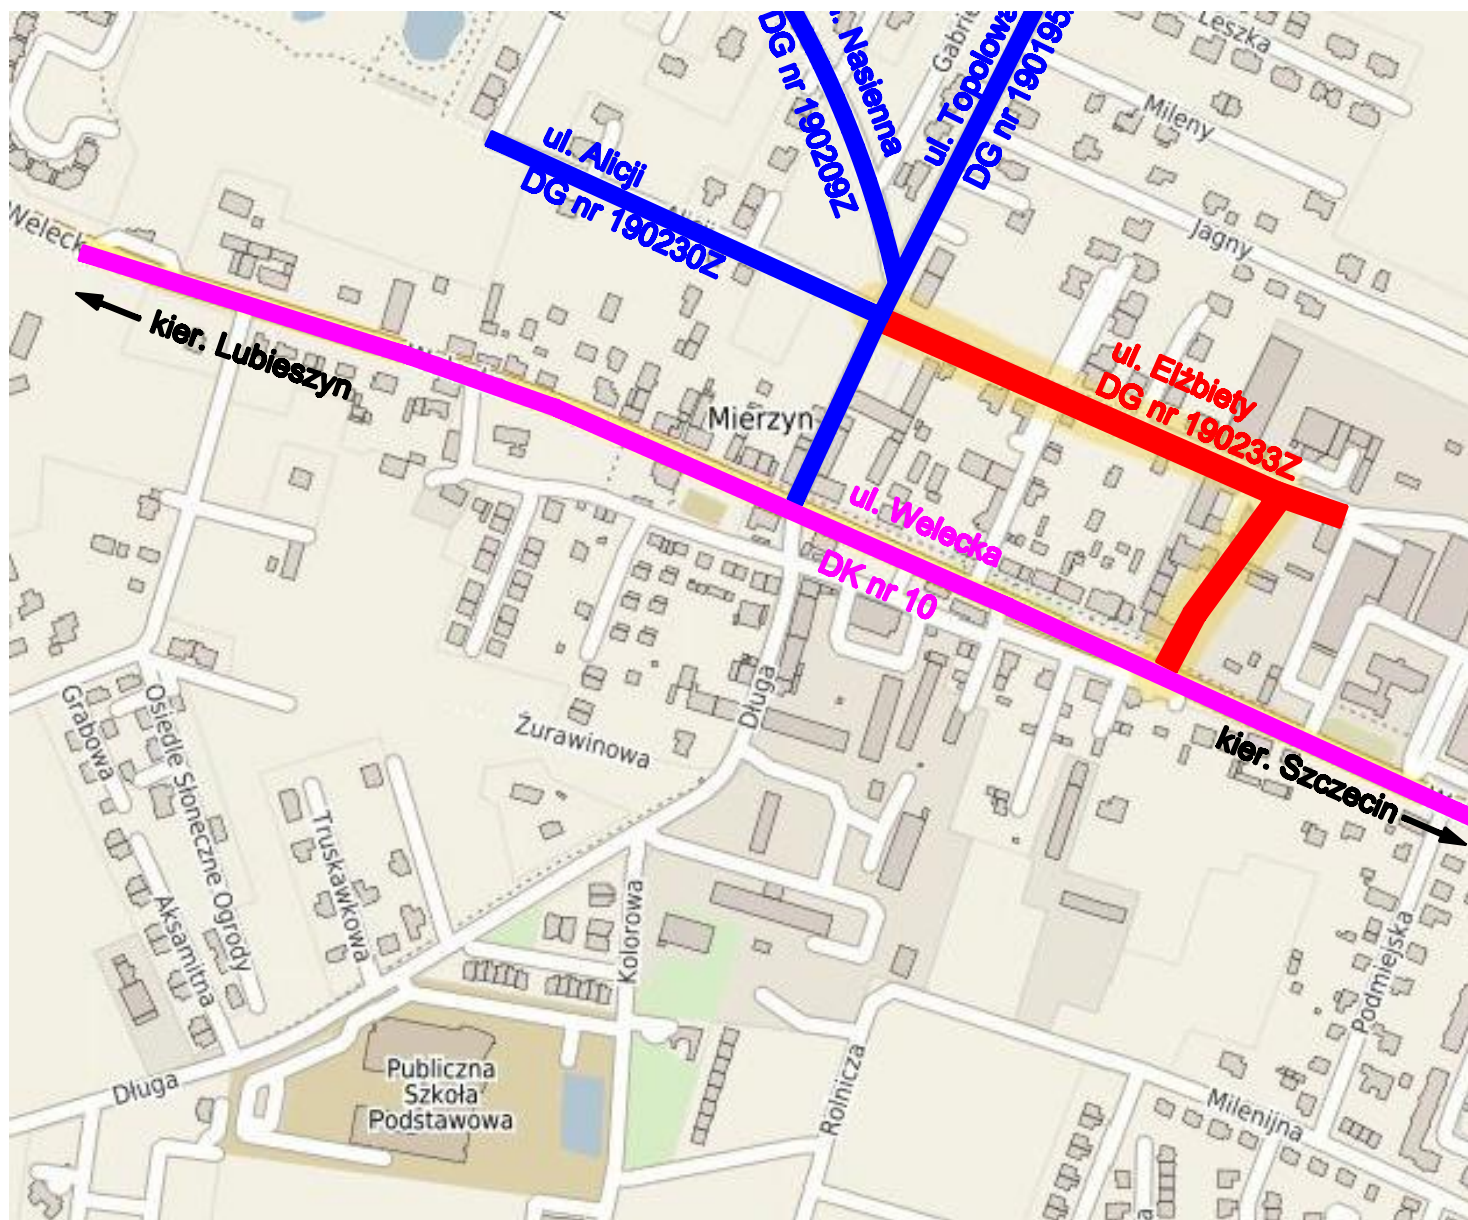 Leszka
Mileny
Jagny
ul. Nasienna
DG nr 190209Z
ul. Topolowa
DG nr 190195
ul. Alicji
DG nr 190230Z
kier. Lubieszyn
Mierzyn
ul. Elżbiety
DG nr 190233Z
ul. Welecka
DK nr 10
kier. Szczecin
Długa
Żurawinowa
Grabowa
Osiedle Słoneczne Ogrody
Truskawkowa
Aksamitna
Kolorowa
Podmiejska
Publiczna
Szkoła
Podstawowa
Długa
Rolnicza
Milenijna